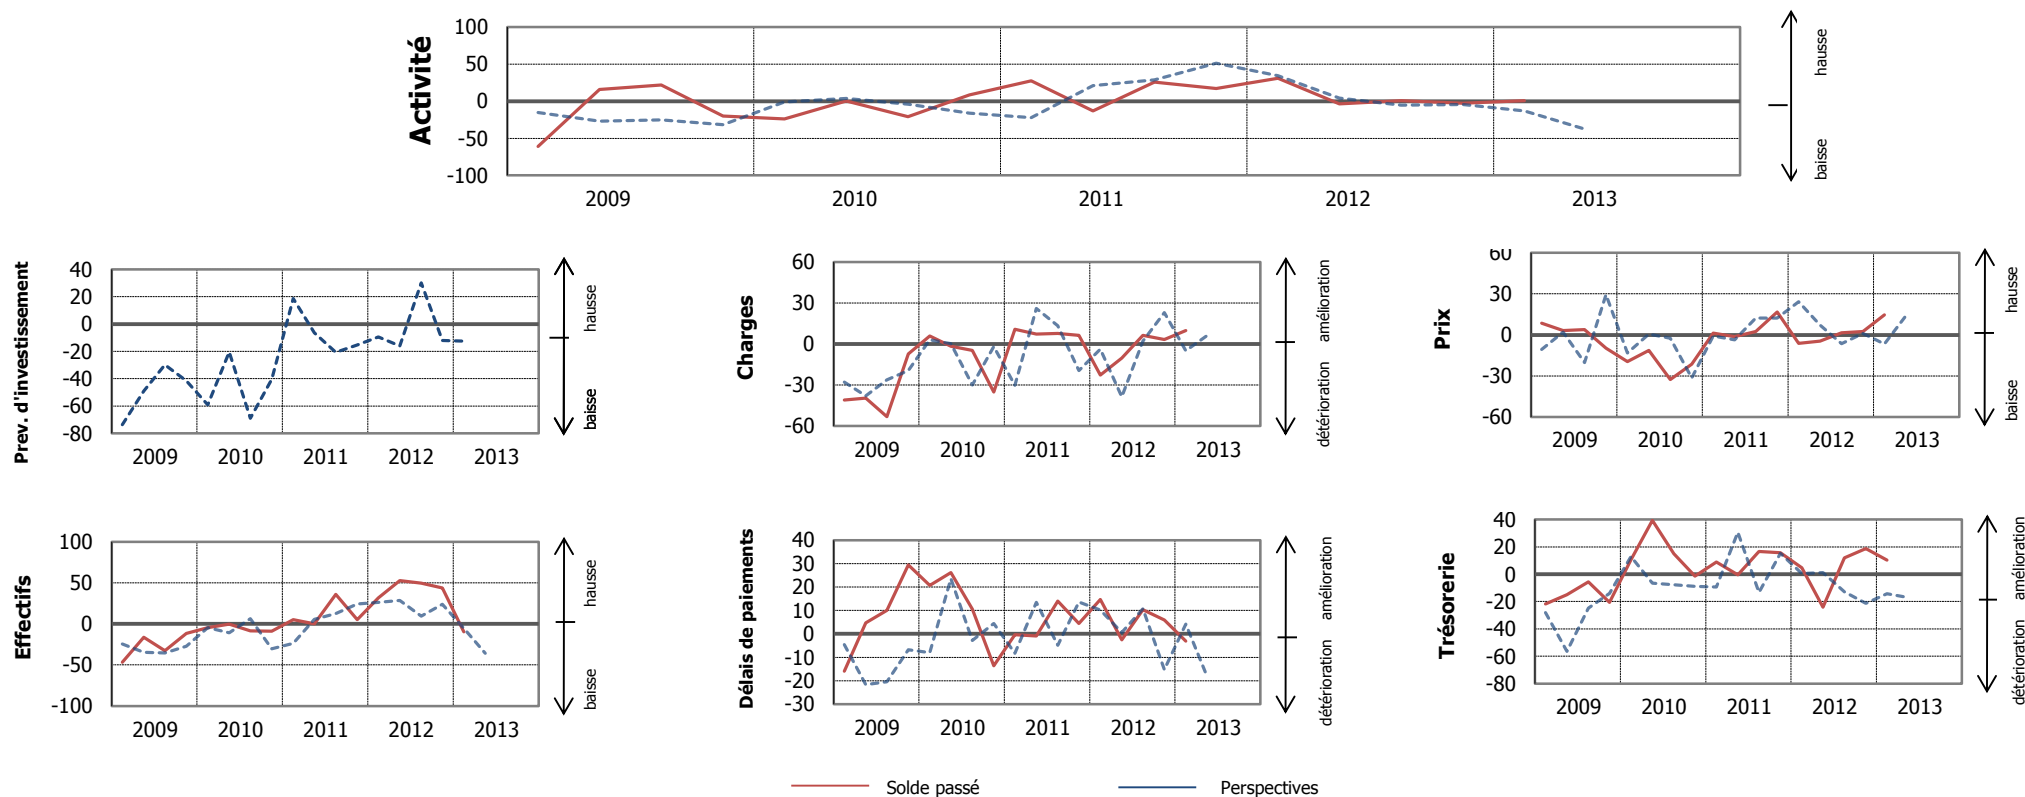 Activité
100
50
0
-50
-100
2009 2010 2011 2012 2013
hausse
baisse
Prev. d'investissement
40
20
0
-20
-40
-60
-80
2009 2010 2011 2012 2013
hausse
baisse
Charges
60
30
0
-30
-60
2009 2010 2011 2012 2013
amélioration
détérioration
Prix
60
30
0
-30
-60
2009 2010 2011 2012 2013
hausse
baisse
Effectifs
100
50
0
-50
-100
2009 2010 2011 2012 2013
hausse
baisse
Délais de paiements
40
30
20
10
0
-10
-20
-30
2009 2010 2011 2012 2013
amélioration
détérioration
Trésorerie
40
20
0
-20
-40
-60
-80
2009 2010 2011 2012 2013
amélioration
détérioration
Solde passé
Perspectives